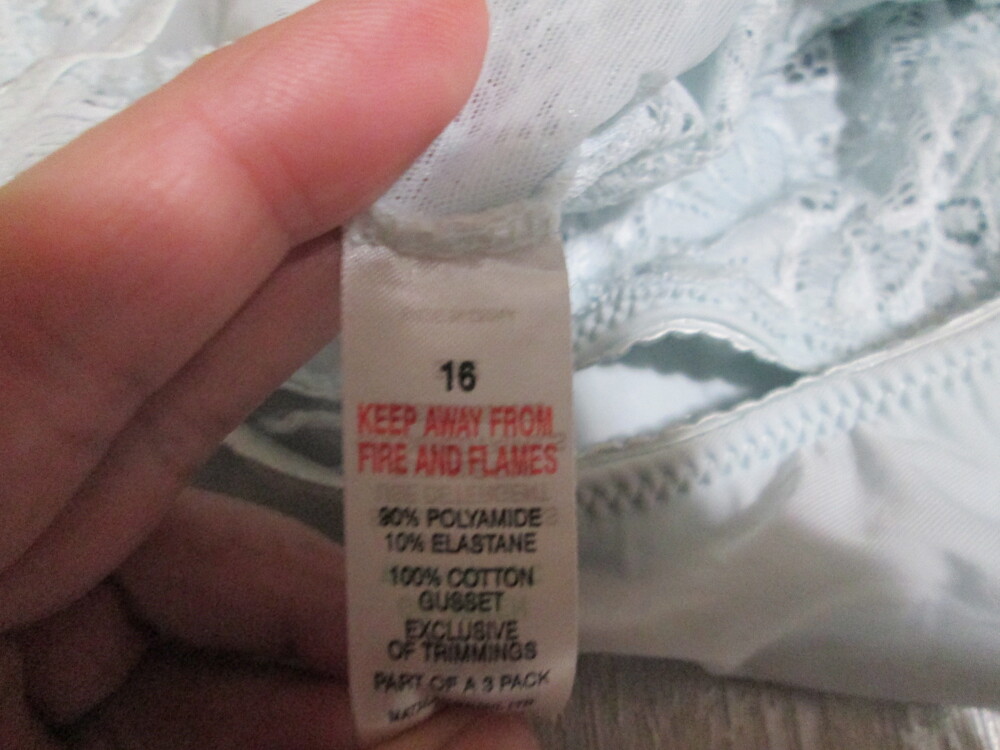 16
KEEP AWAY FROM
FIRE AND FLAMES
90% POLYAMIDE
10% ELASTANE
100% COTTON
GUSSET
EXCLUSIVE
OF TRIMMINGS
PART OF A 3 PACK